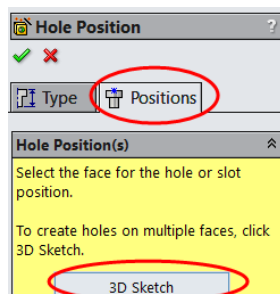 Hole Position ?
Type Positions
Hole Position(s)
Select the face for the hole or slot
position.
To create holes on multiple faces, click
3D Sketch.
3D Sketch